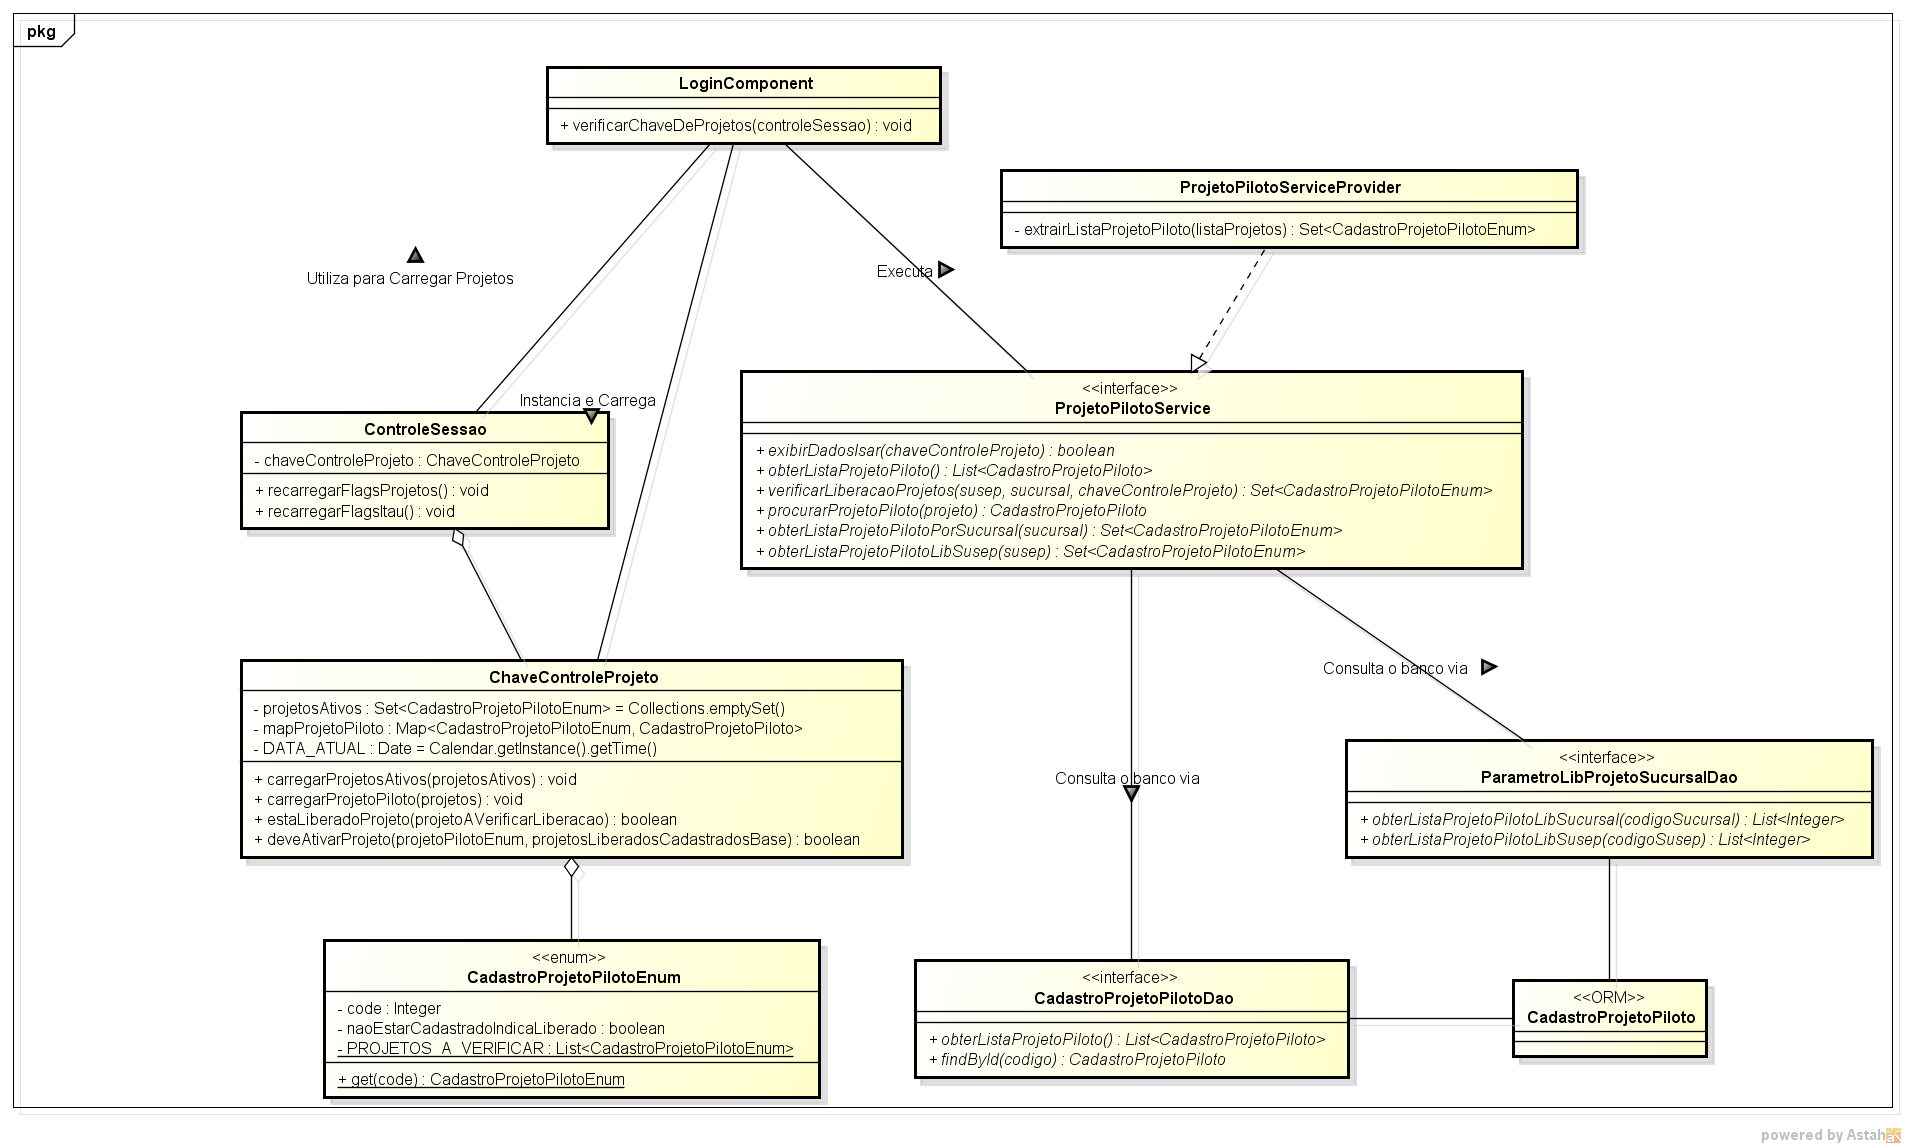 pkg
LoginComponent
+ verificarChaveDeProjetos(controleSessao) : void
ProjetoPilotoServiceProvider
- extrairListaProjetoPiloto(listaProjetos) : Set<CadastroProjetoPilotoEnum>
Utiliza para Carregar Projetos
Executa
Instancia e Carrega
ControleSessao
- chaveControleProjeto : ChaveControleProjeto
+ recarregarFlagsProjetos() : void
+ recarregarFlagsItau() : void
<<interface>>
ProjetoPilotoService
+ exibirDadosIsar(chaveControleProjeto) : boolean
+ obterListaProjetoPiloto() : List<CadastroProjetoPiloto>
+ verificarLiberacaoProjetos(susep, sucursal, chaveControleProjeto) : Set<CadastroProjetoPilotoEnum>
+ procurarProjetoPiloto(projeto) : CadastroProjetoPiloto
+ obterListaProjetoPilotoPorSucursal(sucursal) : Set<CadastroProjetoPilotoEnum>
+ obterListaProjetoPilotoLibSusep(susep) : Set<CadastroProjetoPilotoEnum>
ChaveControleProjeto
- projetosAtivos : Set<CadastroProjetoPilotoEnum> = Collections.emptySet()
- mapProjetoPiloto : Map<CadastroProjetoPilotoEnum, CadastroProjetoPiloto>
- DATA_ATUAL : Date = Calendar.getInstance().getTime()
+ carregarProjetosAtivos(projetosAtivos) : void
+ carregarProjetoPiloto(projetos) : void
+ estaLiberadoProjeto(projetoAVerificarLiberacao) : boolean
+ deveAtivarProjeto(projetoPilotoEnum, projetosLiberadosCadastradosBase) : boolean
Consulta o banco via
Consulta o banco via
<<interface>>
ParametroLibProjetoSucursalDao
+ obterListaProjetoPilotoLibSucursal(codigoSucursal) : List<Integer>
+ obterListaProjetoPilotoLibSusep(codigoSusep) : List<Integer>
<<enum>>
CadastroProjetoPilotoEnum
- code : Integer
- naoEstarCadastradoIndicaLiberado : boolean
- PROJETOS_A_VERIFICAR : List<CadastroProjetoPilotoEnum>
+ get(code) : CadastroProjetoPilotoEnum
<<interface>>
CadastroProjetoPilotoDao
+ obterListaProjetoPiloto() : List<CadastroProjetoPiloto>
+ findById(codigo) : CadastroProjetoPiloto
<<ORM>>
CadastroProjetoPiloto
powered by Astah